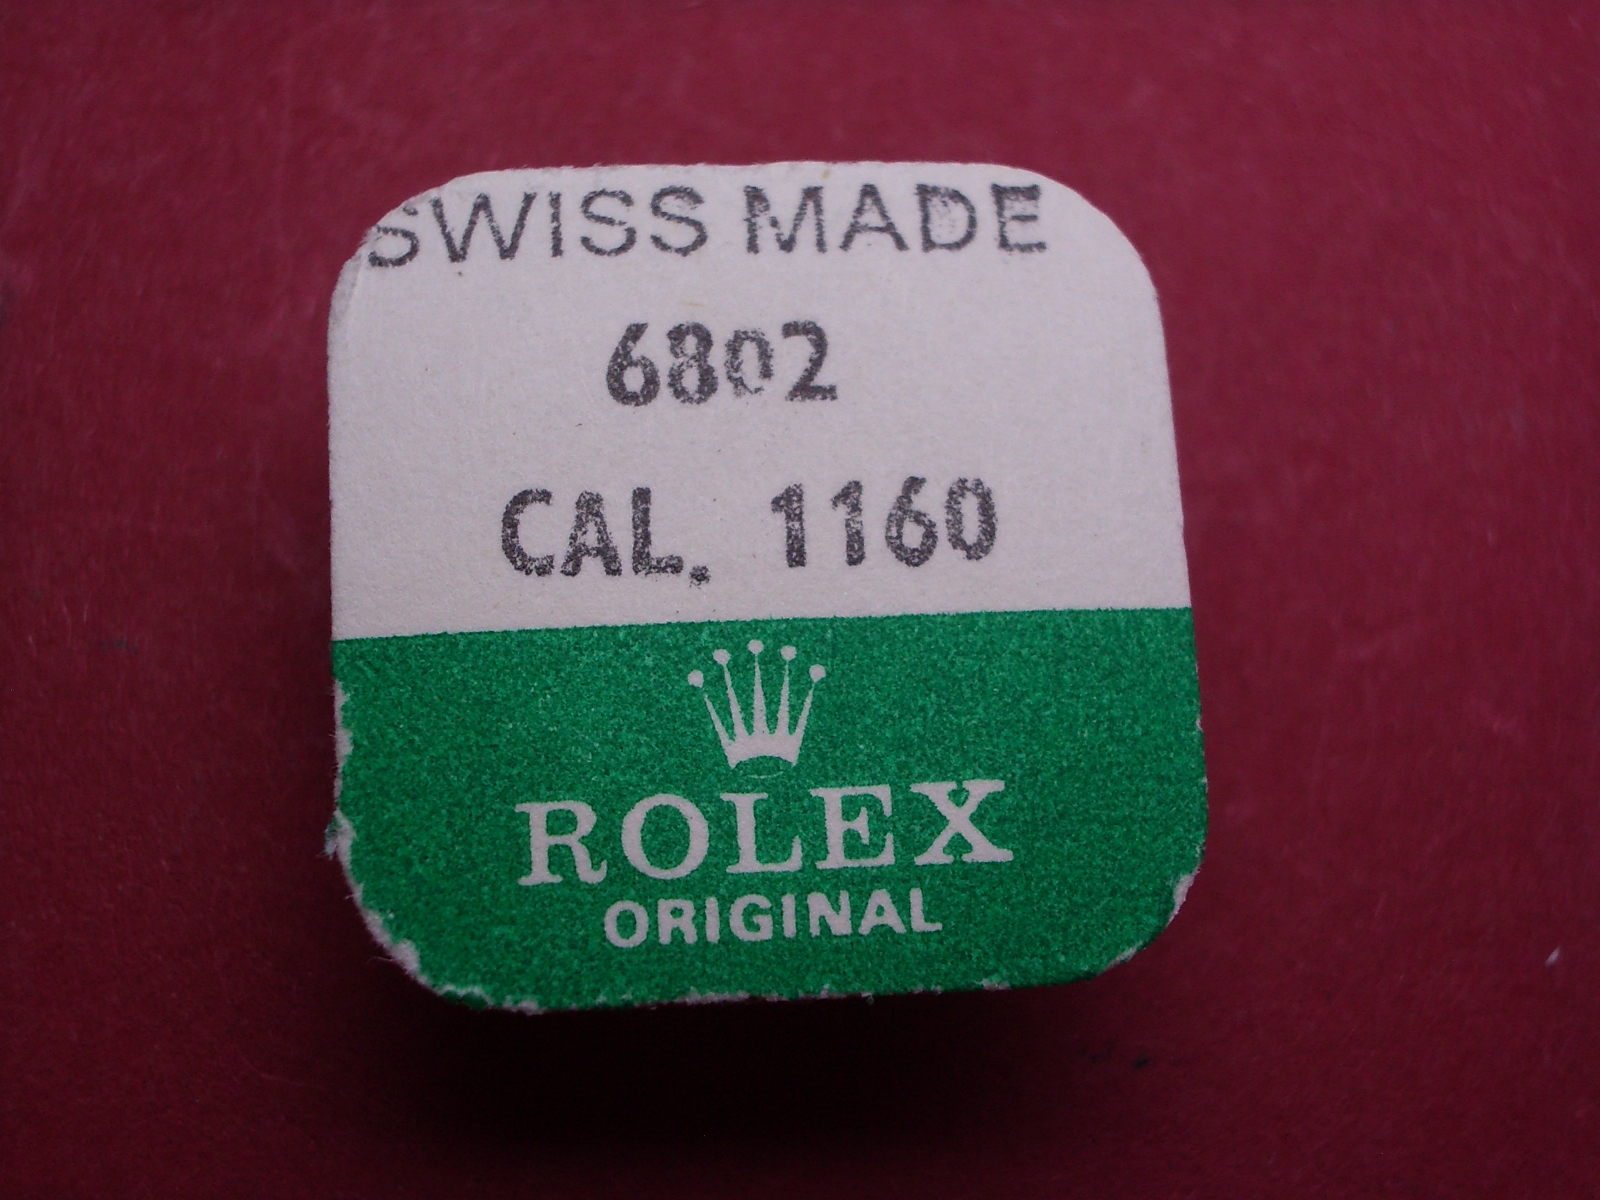 SWISS MADE
6802
CAL. 1160
ROLEX
ORIGINAL